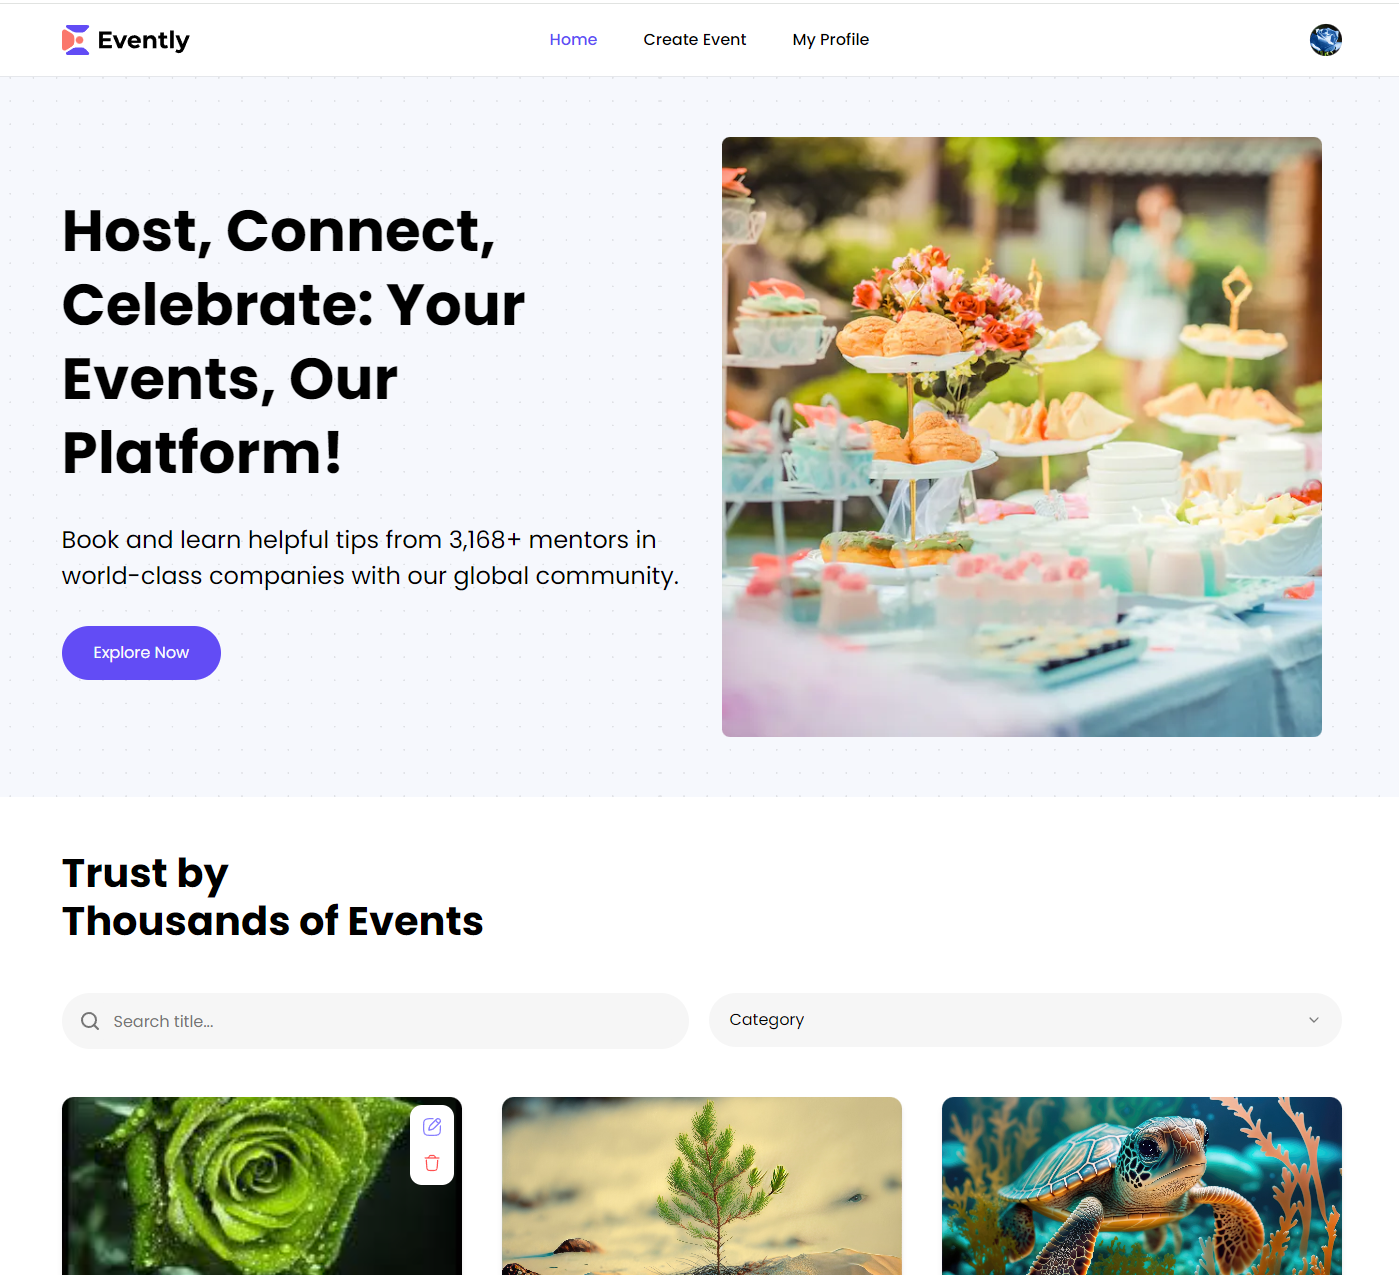 Evently
Home
Create Event
My Profile
Host, Connect,
Celebrate: Your
Events, Our
Platform!
Book and learn helpful tips from 3,168+ mentors in
world-class companies with our global community.
Explore Now
Trust by
Thousands of Events
Search title...
Category